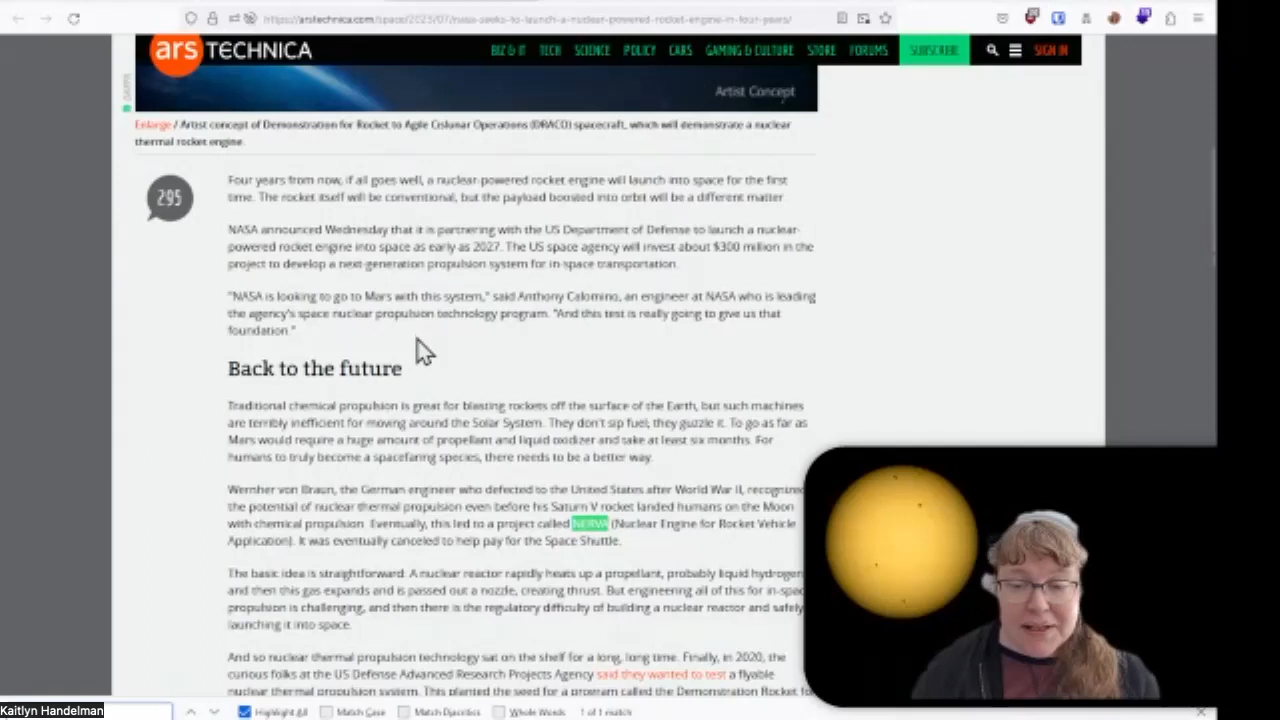 https://arstechnica.com/space/2023/07/nasa-seeks-to-launch-a-nuclear-powered-rocket-engine-in-four-years/
ars TECHNICA
BIZ & IT TECH SCIENCE POLICY CARS GAMING & CULTURE STORE FORUMS SUBSCRIBE SIGN IN
Artist Concept
Enlarge / Artist concept of Demonstration for Rocket to Agile Cislunar Operations (DRACO) spacecraft, which will demonstrate a nuclear
thermal rocket engine.
295
Four years from now, if all goes well, a nuclear-powered rocket engine will launch into space for the first
time. The rocket itself will be conventional, but the payload boosted into orbit will be a different matter.
NASA announced Wednesday that it is partnering with the US Department of Defense to launch a nuclear-
powered rocket engine into space as early as 2027. The US space agency will invest about $300 million in the
project to develop a next-generation propulsion system for in-space transportation.
"NASA is looking to go to Mars with this system," said Anthony Calomino, an engineer at NASA who is leading
the agency's space nuclear propulsion technology program. "And this test is really going to give us that
foundation."
Back to the future
Traditional chemical propulsion is great for blasting rockets off the surface of the Earth, but such machines
are terribly inefficient for moving around the Solar System. They don't sip fuel; they guzzle it. To go as far as
Mars would require a huge amount of propellant and liquid oxidizer and take at least six months. For
humans to truly become a spacefaring species, there needs to be a better way.
Wernher von Braun, the German engineer who defected to the United States after World War II, recognized
the potential of nuclear thermal propulsion even before his Saturn V rocket landed humans on the Moon
with chemical propulsion. Eventually, this led to a project called NERVA (Nuclear Engine for Rocket Vehicle
Application). It was eventually canceled to help pay for the Space Shuttle.
The basic idea is straightforward: A nuclear reactor rapidly heats up a propellant, probably liquid hydrogen,
and then this gas expands and is passed out a nozzle, creating thrust. But engineering all of this for in-space
propulsion is challenging, and then there is the regulatory difficulty of building a nuclear reactor and safely
launching it into space.
And so nuclear thermal propulsion technology sat on the shelf for a long, long time. Finally, in 2020, the
curious folks at the US Defense Advanced Research Projects Agency said they wanted to test a flyable
nuclear thermal propulsion system. This planted the seed for a program called the Demonstration Rocket for
Kaitlyn Handelman
Highlight All Match Case Match Diacritics Whole Words 1 of 1 match